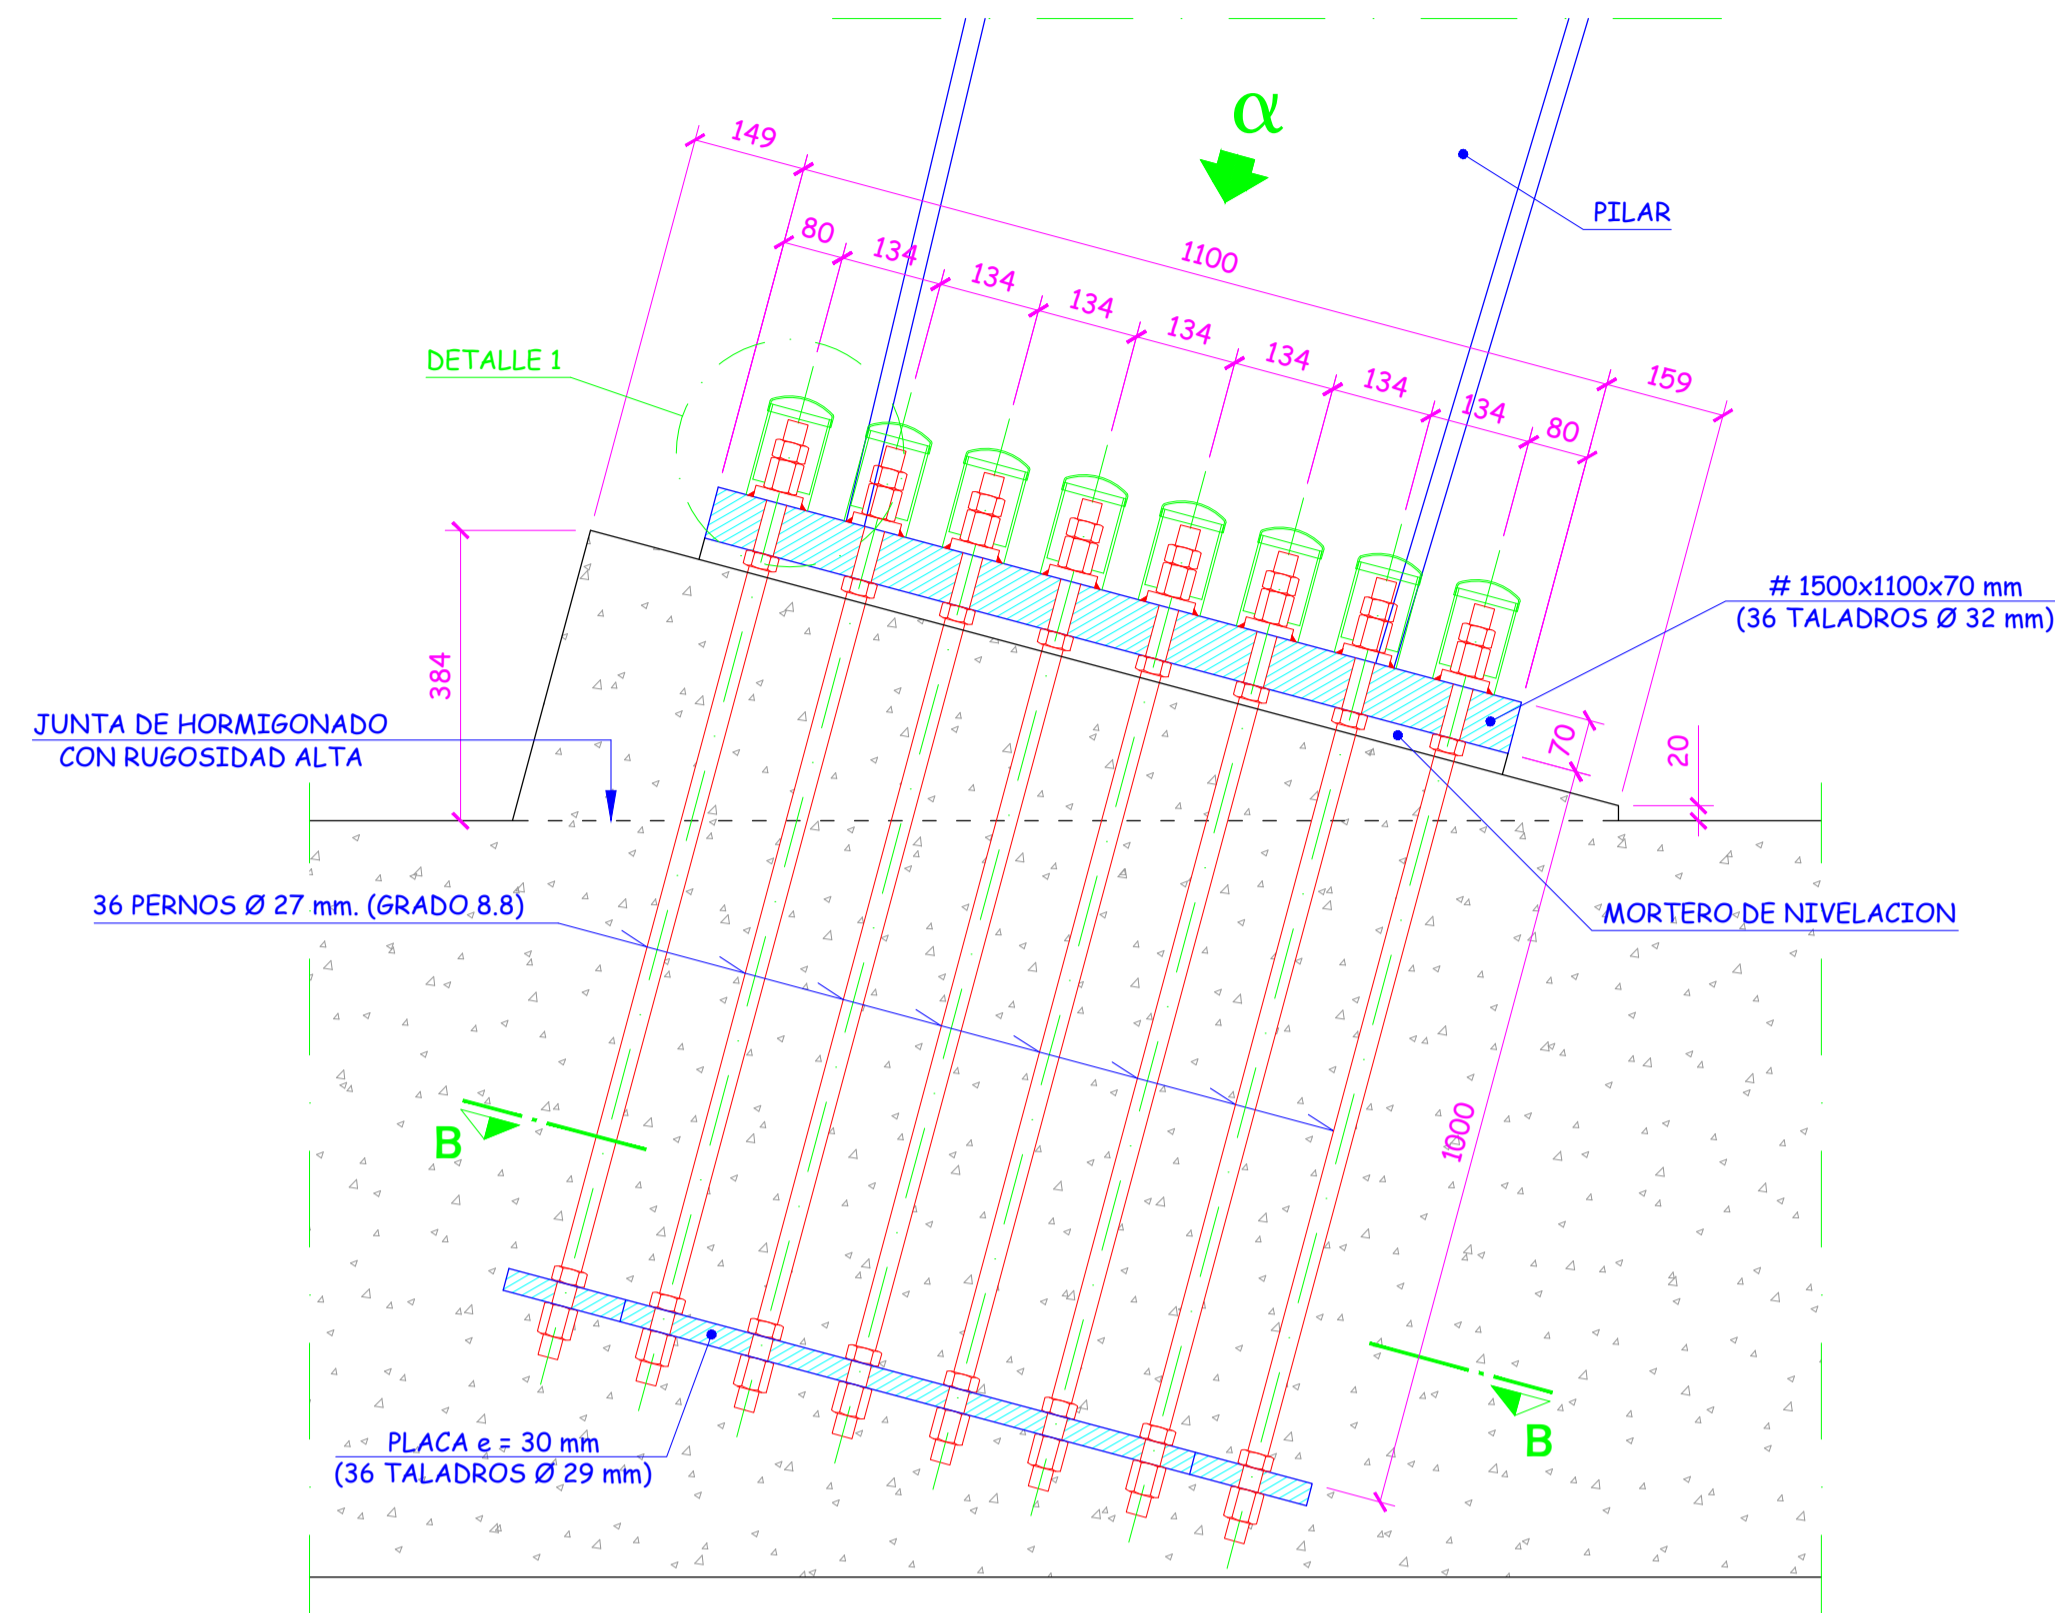 α
149
PILAR
80
134
1100
134
134
134
134
134
134
80
159
DETALLE 1
# 1500x1100x70 mm
(36 TALADROS Ø 32 mm)
384
JUNTA DE HORMIGONADO
CON RUGOSIDAD ALTA
70
20
36 PERNOS Ø 27 mm. (GRADO 8.8)
MORTERO DE NIVELACION
1000
B
B
PLACA e = 30 mm
(36 TALADROS Ø 29 mm)